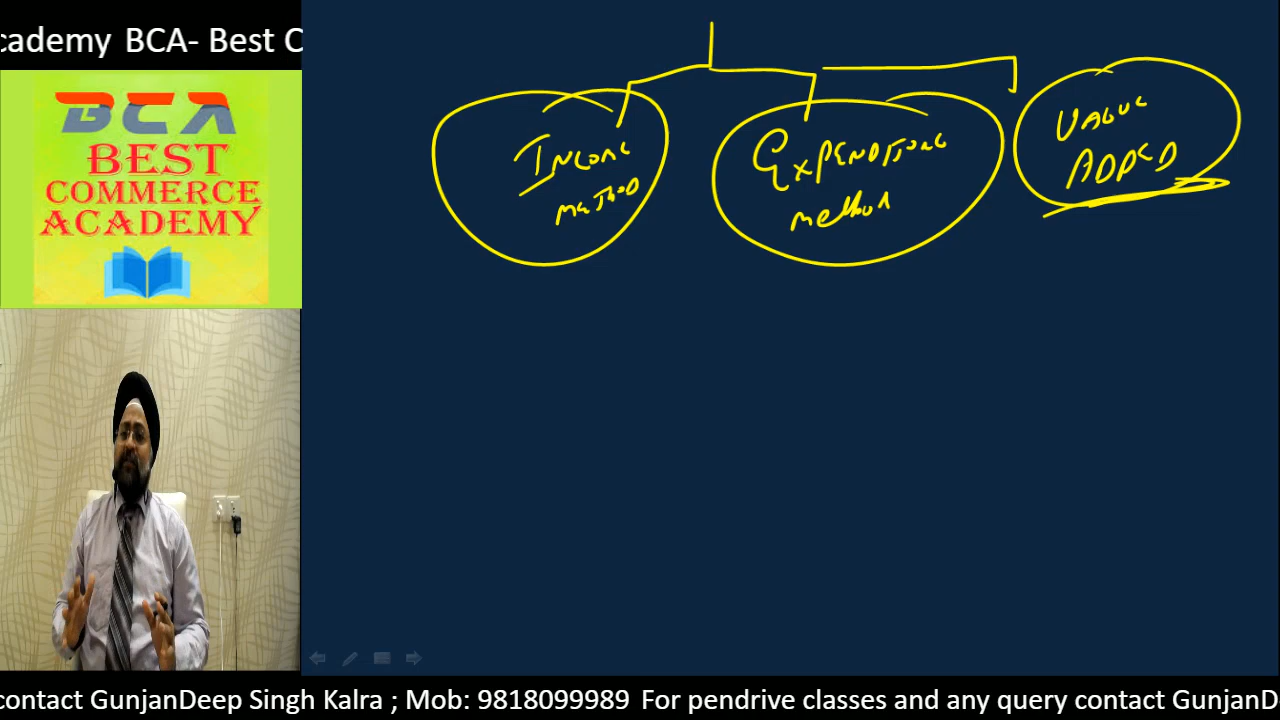 cademy BCA- Best C
BCA
BEST
COMMERCE
ACADEMY
INCOME
METHOD
EXPENDITURE
METHOD
VALUE
ADDED
contact GunjanDeep Singh Kalra ; Mob: 9818099989 For pendrive classes and any query contact GunjanD